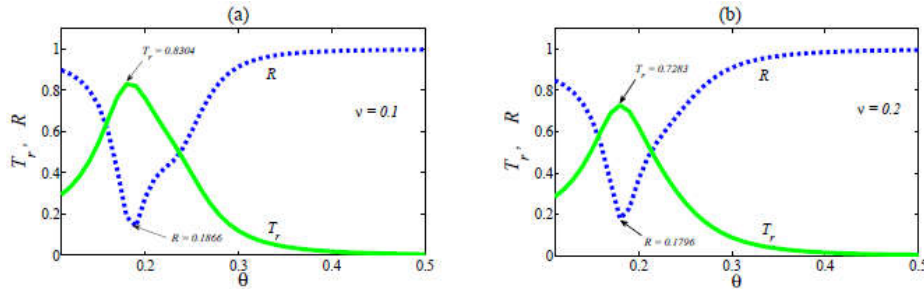 (a)
T_r , R
1
0.8
0.6
0.4
0.2
0
0.2
0.3
0.4
0.5
θ
T_r = 0.8304
R
ν = 0.1
T_r
R = 0.1866
(b)
T_r , R
1
0.8
0.6
0.4
0.2
0
0.2
0.3
0.4
0.5
θ
T_r = 0.7283
R
ν = 0.2
T_r
R = 0.1796